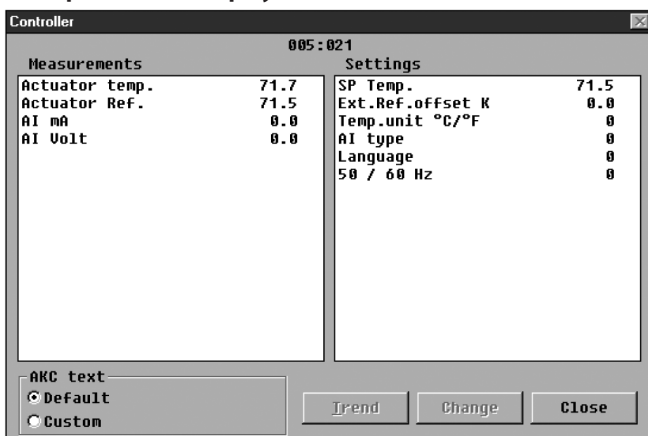 Controller
005:021
Measurements
Settings
Actuator temp. 71.7
Actuator Ref. 71.5
AI mA 0.0
AI Volt 0.0
SP Temp. 71.5
Ext.Ref.offset K 0.0
Temp.unit °C/°F 0
AI type 0
Language 0
50 / 60 Hz 0
AKC text
Default
Custom
Trend
Change
Close